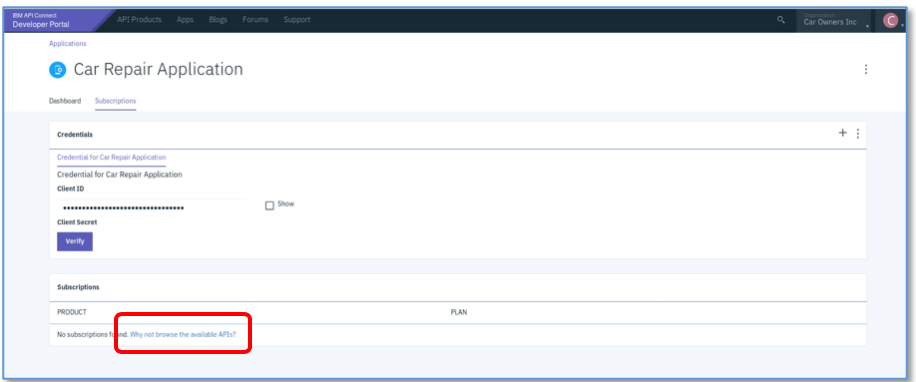 IBM API Connect
Developer Portal
API Products Apps Blogs Forums Support
Organization
Car Owners Inc
C
Applications
Car Repair Application
Dashboard Subscriptions
Credentials
Credential for Car Repair Application
Credential for Car Repair Application
Client ID
Show
Client Secret
Verify
Subscriptions
PRODUCT PLAN
No subscriptions found. Why not browse the available APIs?